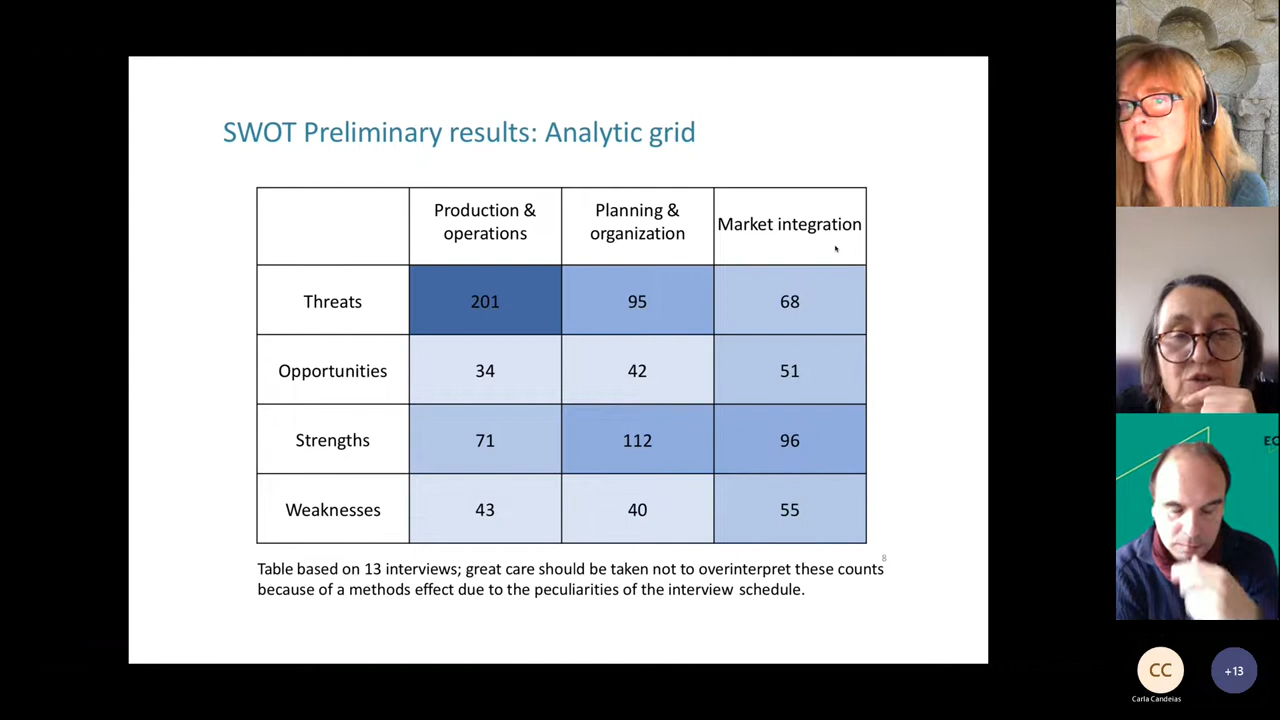 SWOT Preliminary results: Analytic grid
Production &
operations
Planning &
organization
Market integration
Threats
201
95
68
Opportunities
34
42
51
Strengths
71
112
96
Weaknesses
43
40
55
8
Table based on 13 interviews; great care should be taken not to overinterpret these counts
because of a methods effect due to the peculiarities of the interview schedule.
EC
CC
+13
Carla Candeias